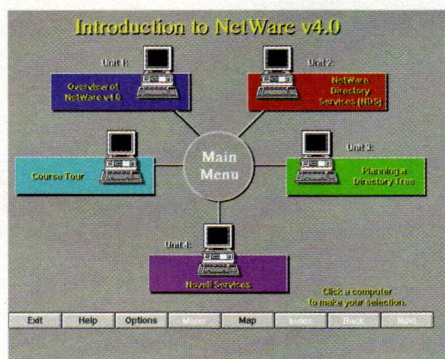 Introduction to NetWare v4.0
Unit 1:
Overview of
NetWare v4.0
Unit 2:
NetWare
Directory
Services (NDS)
Main
Menu
Course Tour
Unit 3:
Planning a
Directory Tree
Unit 4:
Novell Services
Click a computer
to make your selection.
Exit Help Options Menu Map Index Back Next